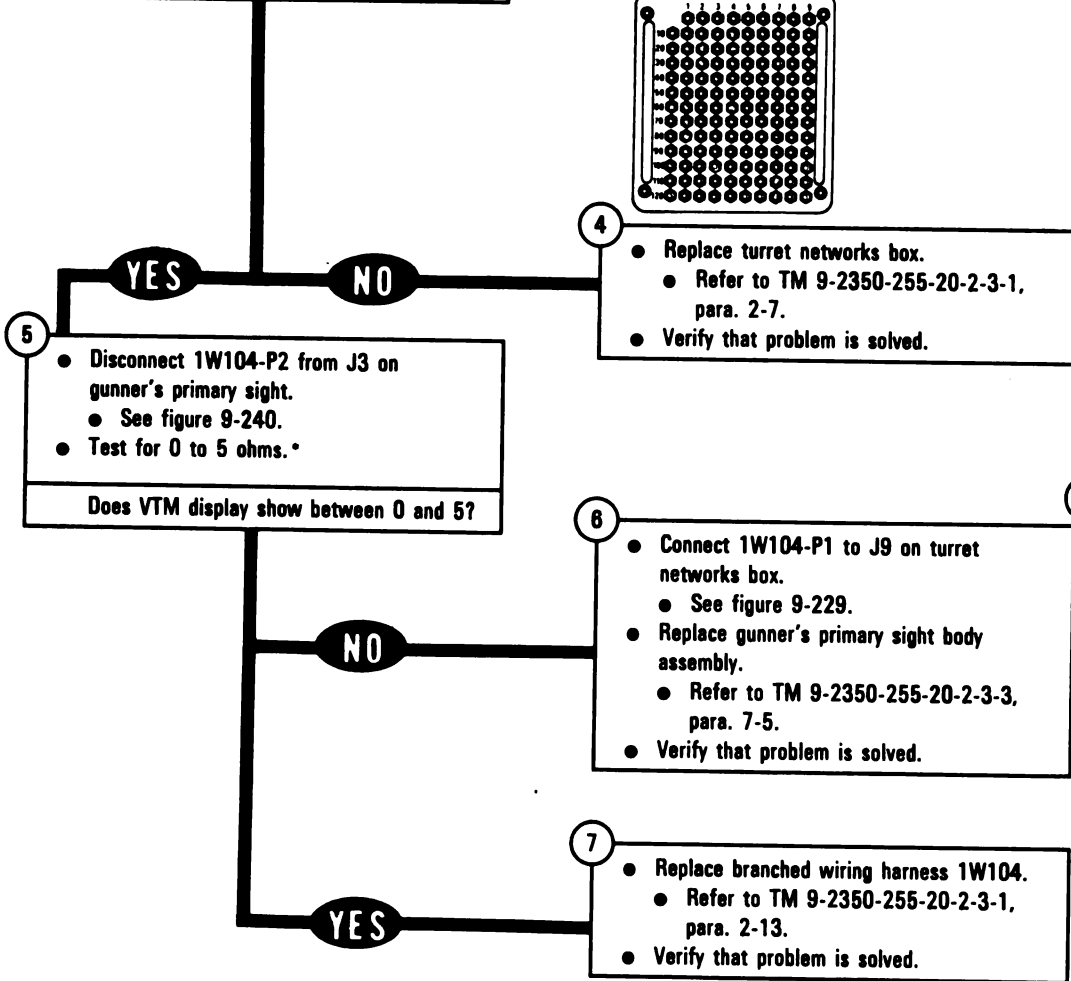 1 2 3 4 5 6 7 8 9
10
20
30
40
50
60
70
80
90
100
110
120
YES
NO
4
● Replace turret networks box.
● Refer to TM 9-2350-255-20-2-3-1,
para. 2-7.
● Verify that problem is solved.
5
● Disconnect 1W104-P2 from J3 on
gunner's primary sight.
● See figure 9-240.
● Test for 0 to 5 ohms.*
Does VTM display show between 0 and 5?
NO
6
● Connect 1W104-P1 to J9 on turret
networks box.
● See figure 9-229.
● Replace gunner's primary sight body
assembly.
● Refer to TM 9-2350-255-20-2-3-3,
para. 7-5.
● Verify that problem is solved.
YES
7
● Replace branched wiring harness 1W104.
● Refer to TM 9-2350-255-20-2-3-1,
para. 2-13.
● Verify that problem is solved.